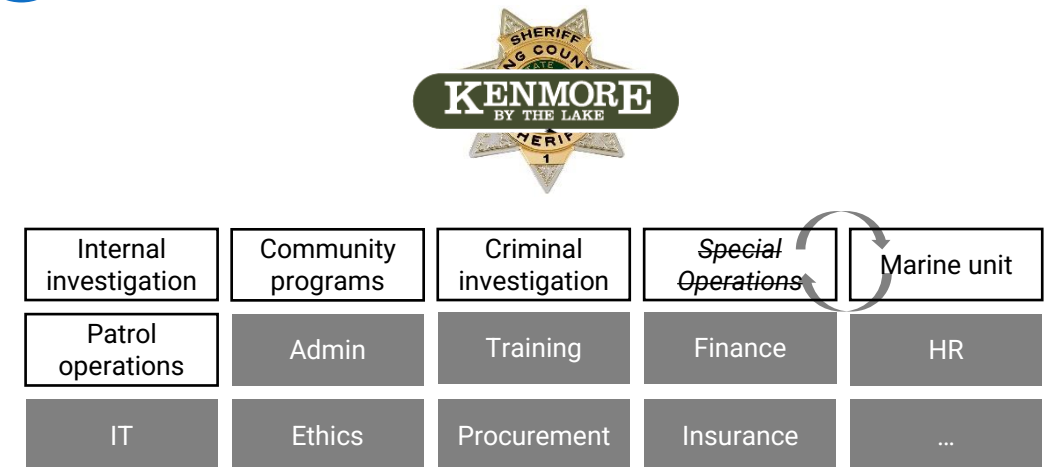 SHERIFF
KENMORE
BY THE LAKE
1
Internal
investigation
Community
programs
Criminal
investigation
Special
Operations
Marine unit
Patrol
operations
Admin
Training
Finance
HR
IT
Ethics
Procurement
Insurance
...